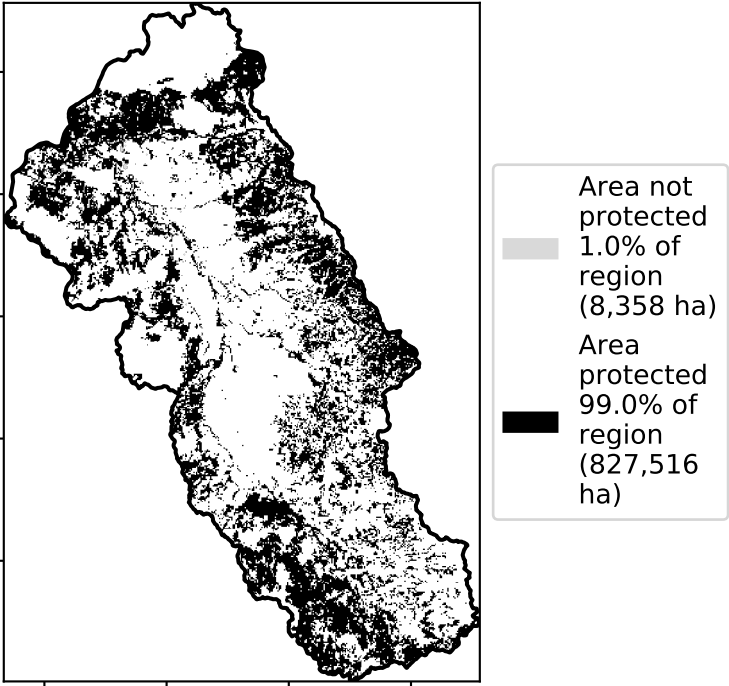 Area not
protected
1.0% of
region
(8,358 ha)
Area
protected
99.0% of
region
(827,516
ha)